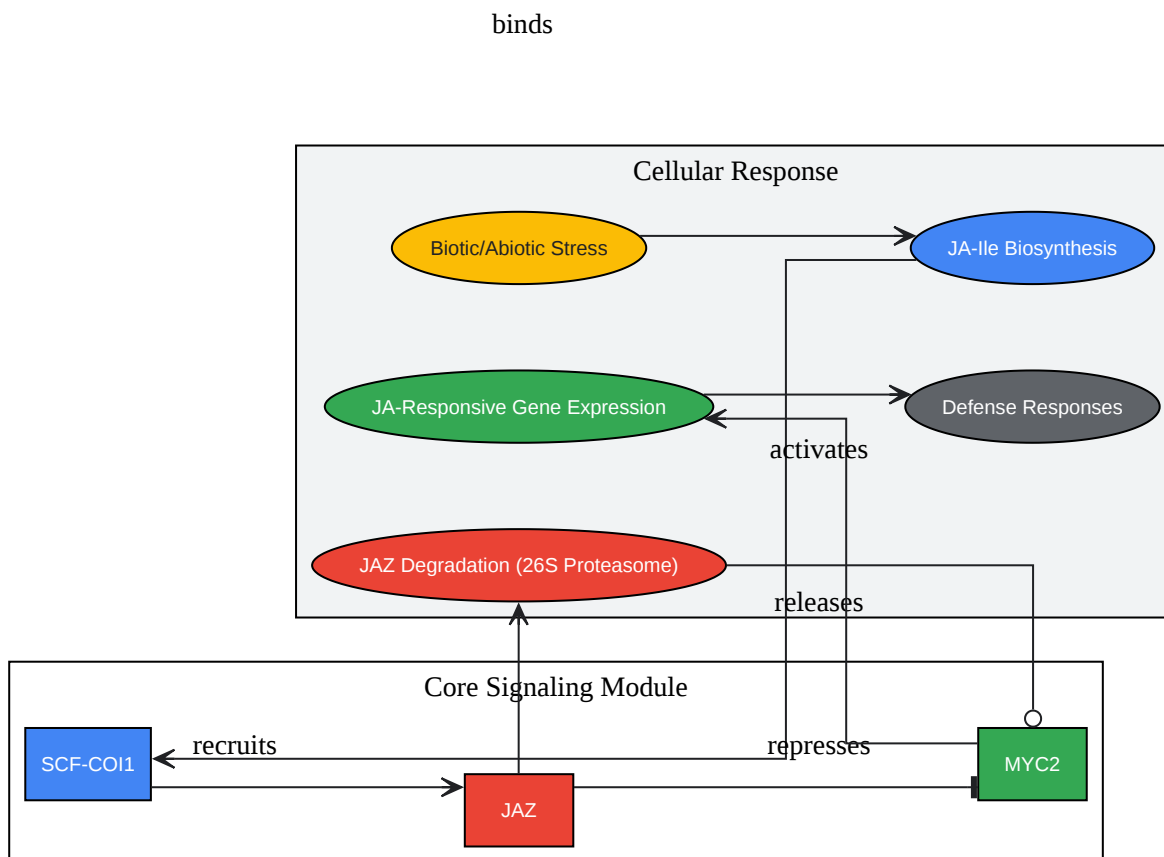 binds
Cellular Response
Biotic/Abiotic Stress
JA-Ile Biosynthesis
JA-Responsive Gene Expression
Defense Responses
activates
JAZ Degradation (26S Proteasome)
releases
Core Signaling Module
recruits
represses
SCF-COI1
MYC2
JAZ